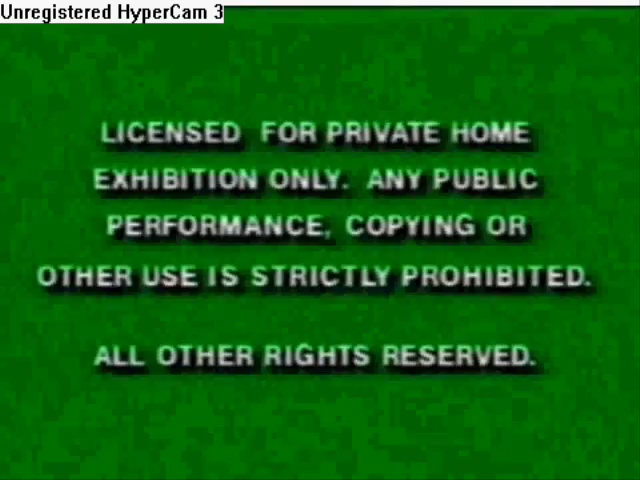 Unregistered HyperCam 3
LICENSED FOR PRIVATE HOME
EXHIBITION ONLY. ANY PUBLIC
PERFORMANCE, COPYING OR
OTHER USE IS STRICTLY PROHIBITED.
ALL OTHER RIGHTS RESERVED.